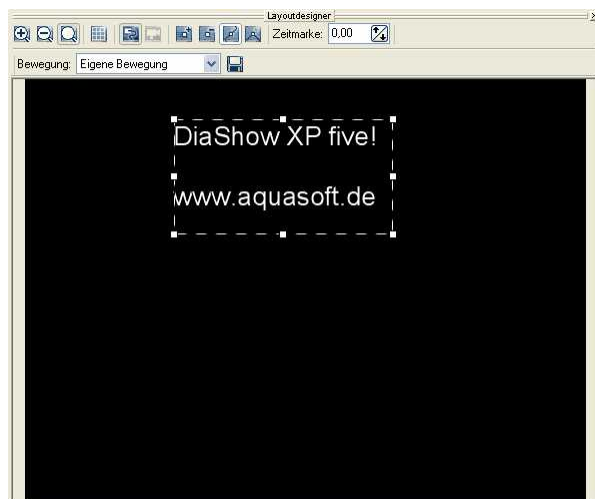 Layoutdesigner
Zeitmarke: 0,00
Bewegung: Eigene Bewegung
DiaShow XP five!
www.aquasoft.de